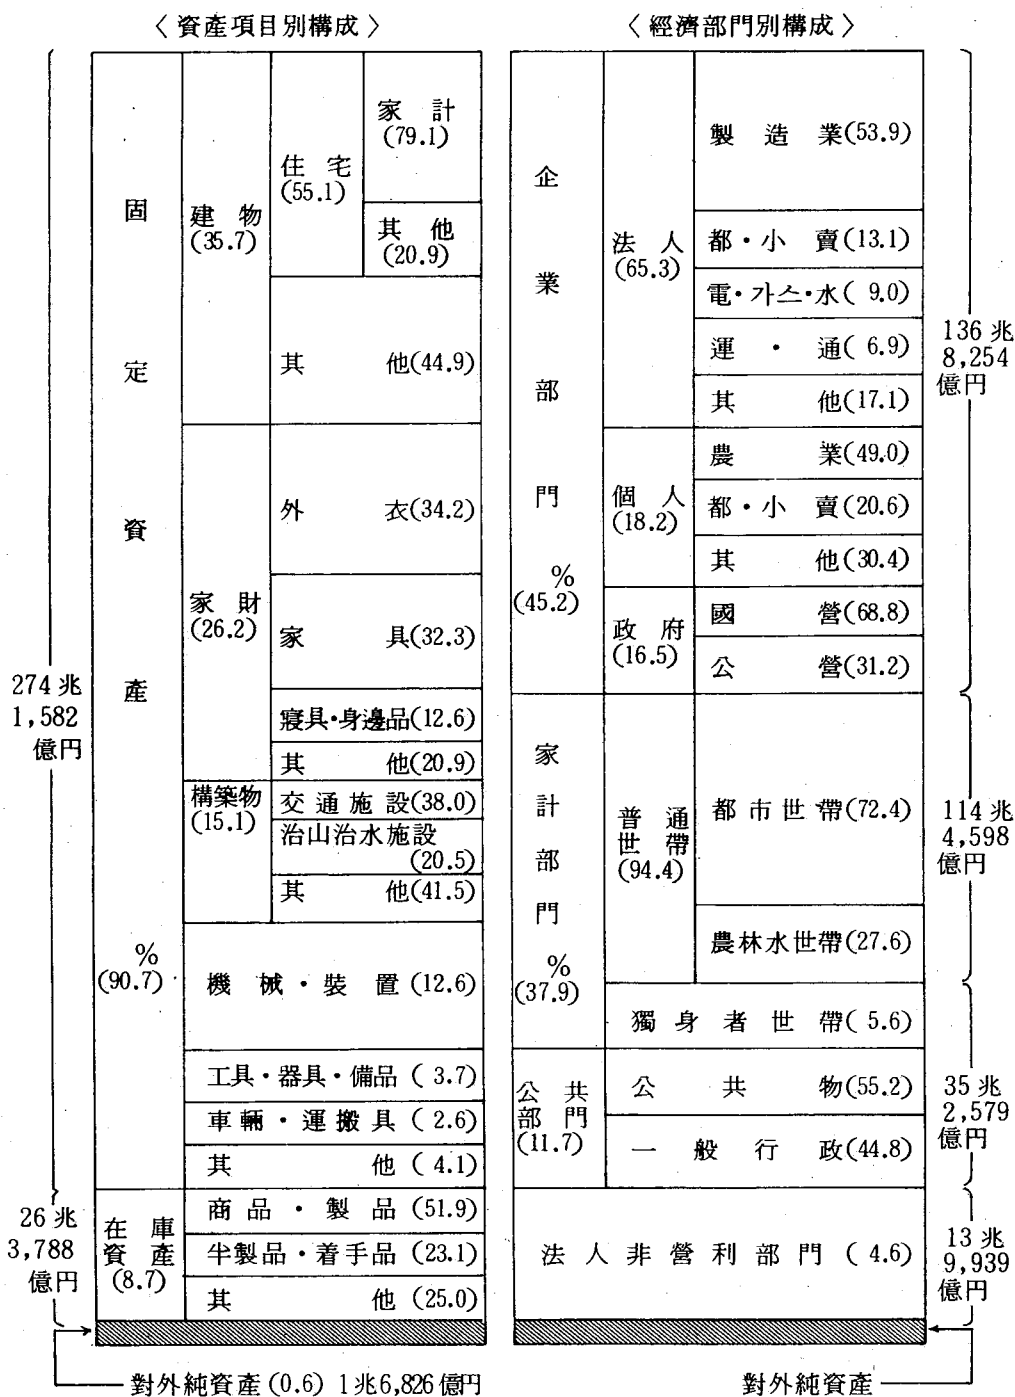 〈資產項目別構成〉
固定資產
%
(90.7)
建物
(35.7)
住宅
(55.1)
家計
(79.1)
其他
(20.9)
其他(44.9)
家財
(26.2)
外衣(34.2)
家具(32.3)
寢具·身邊品(12.6)
其他(20.9)
構築物
(15.1)
交通施設(38.0)
治山治水施設
(20.5)
其他(41.5)
機械·裝置(12.6)
工具·器具·備品(3.7)
車輛·運搬具(2.6)
其他(4.1)
274兆
1,582
億円
在庫
資產
(8.7)
商品·製品(51.9)
半製品·着手品(23.1)
其他(25.0)
26兆
3,788
億円
對外純資產(0.6) 1兆6,826億円
〈經濟部門別構成〉
企業部門
%
(45.2)
法人
(65.3)
製造業(53.9)
都·小賣(13.1)
電·가스·水(9.0)
運·通(6.9)
其他(17.1)
個人
(18.2)
農業(49.0)
都·小賣(20.6)
其他(30.4)
政府
(16.5)
國營(68.8)
公營(31.2)
136兆
8,254
億円
家計部門
%
(37.9)
普通
世帶
(94.4)
都市世帶(72.4)
農林水世帶(27.6)
獨身者世帶(5.6)
114兆
4,598
億円
公共
部門
(11.7)
公共物(55.2)
一般行政(44.8)
35兆
2,579
億円
法人非營利部門(4.6)
13兆
9,939
億円
對外純資產